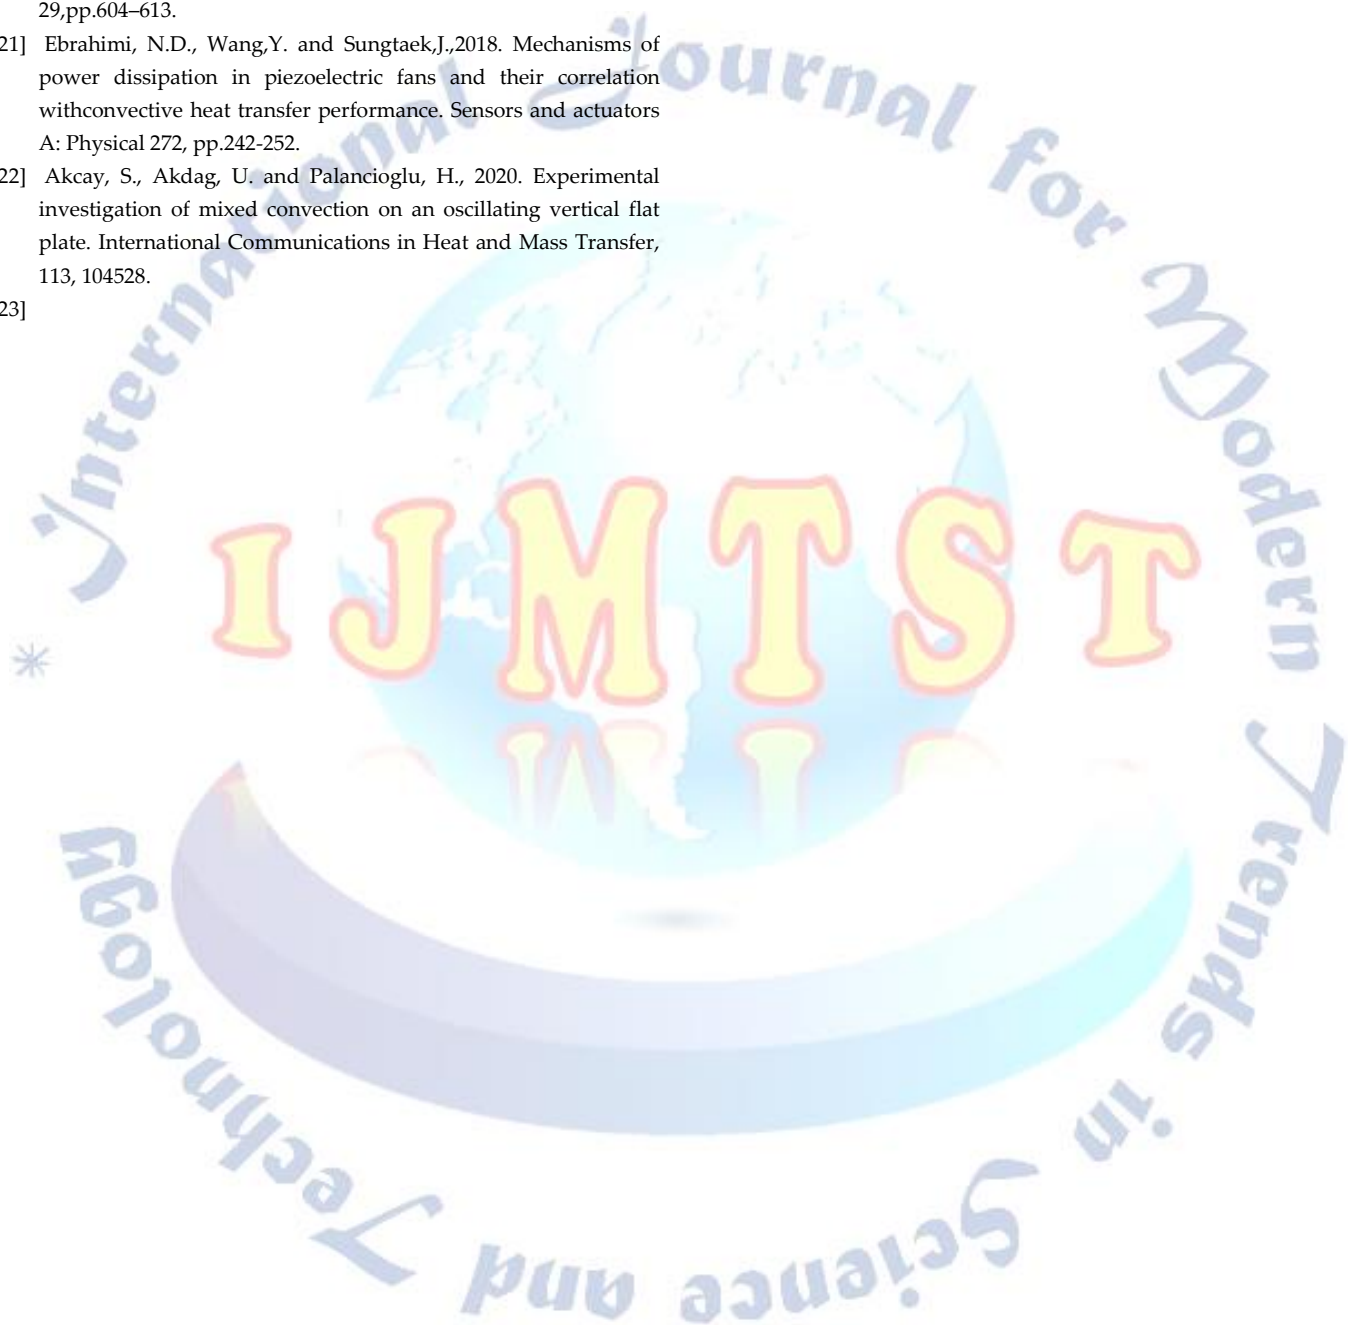 29,pp.604–613.
21] Ebrahimi, N.D., Wang,Y. and Sungtaek,J.,2018. Mechanisms of
power dissipation in piezoelectric fans and their correlation
withconvective heat transfer performance. Sensors and actuators
A: Physical 272, pp.242-252.
22] Akcay, S., Akdag, U. and Palancioglu, H., 2020. Experimental
investigation of mixed convection on an oscillating vertical flat
plate. International Communications in Heat and Mass Transfer,
113, 104528.
23]
International Journal for Modern Trends in Science and Technology *
IJMTST